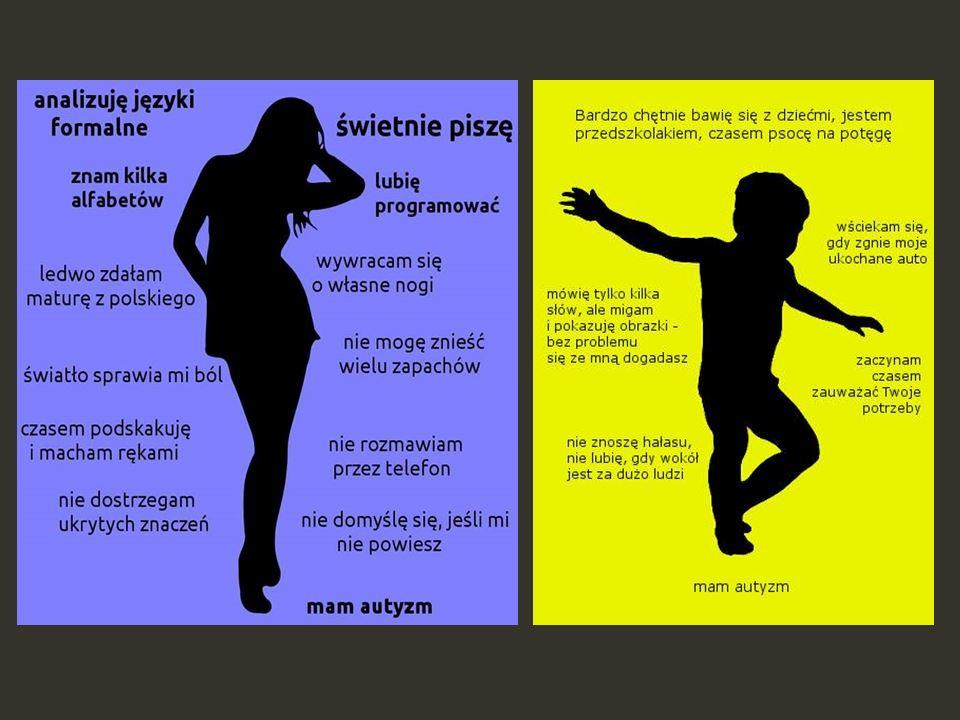 analizuję języki
formalne
świetnie piszę
znam kilka
alfabetów
lubię
programować
ledwo zdałam
maturę z polskiego
wywracam się
o własne nogi
nie mogę znieść
wielu zapachów
światło sprawia mi ból
czasem podskakuję
i macham rękami
nie rozmawiam
przez telefon
nie dostrzegam
ukrytych znaczeń
nie domyślę się, jeśli mi
nie powiesz
mam autyzm
Bardzo chętnie bawię się z dziećmi, jestem
przedszkolakiem, czasem psocę na potęgę
wściekam się,
gdy zgnie moje
ukochane auto
mówię tylko kilka
słów, ale migam
i pokazuję obrazki -
bez problemu
się ze mną dogadasz
zaczynam
czasem
zauważać Twoje
potrzeby
nie znoszę hałasu,
nie lubię, gdy wokół
jest za dużo ludzi
mam autyzm